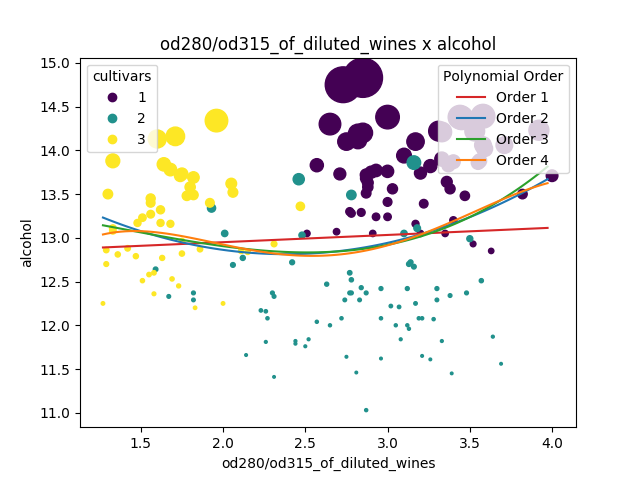 od280/od315_of_diluted_wines x alcohol
cultivars
1
2
3
Polynomial Order
Order 1
Order 2
Order 3
Order 4
alcohol
15.0
14.5
14.0
13.5
13.0
12.5
12.0
11.5
11.0
1.5 2.0 2.5 3.0 3.5 4.0
od280/od315_of_diluted_wines